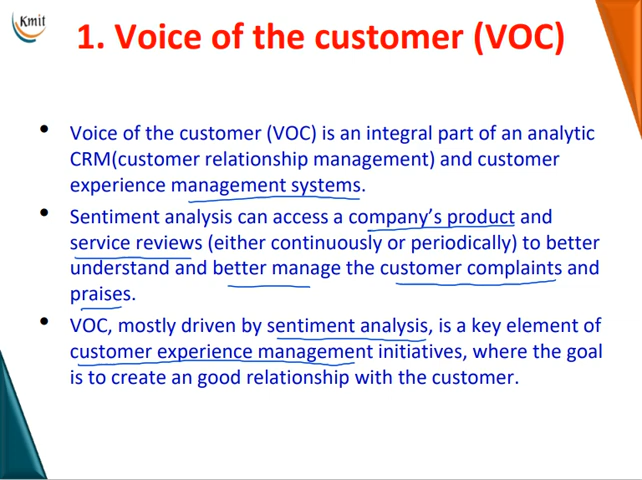 Kmit
1. Voice of the customer (VOC)
• Voice of the customer (VOC) is an integral part of an analytic
CRM(customer relationship management) and customer
experience management systems.
• Sentiment analysis can access a company's product and
service reviews (either continuously or periodically) to better
understand and better manage the customer complaints and
praises.
• VOC, mostly driven by sentiment analysis, is a key element of
customer experience management initiatives, where the goal
is to create an good relationship with the customer.